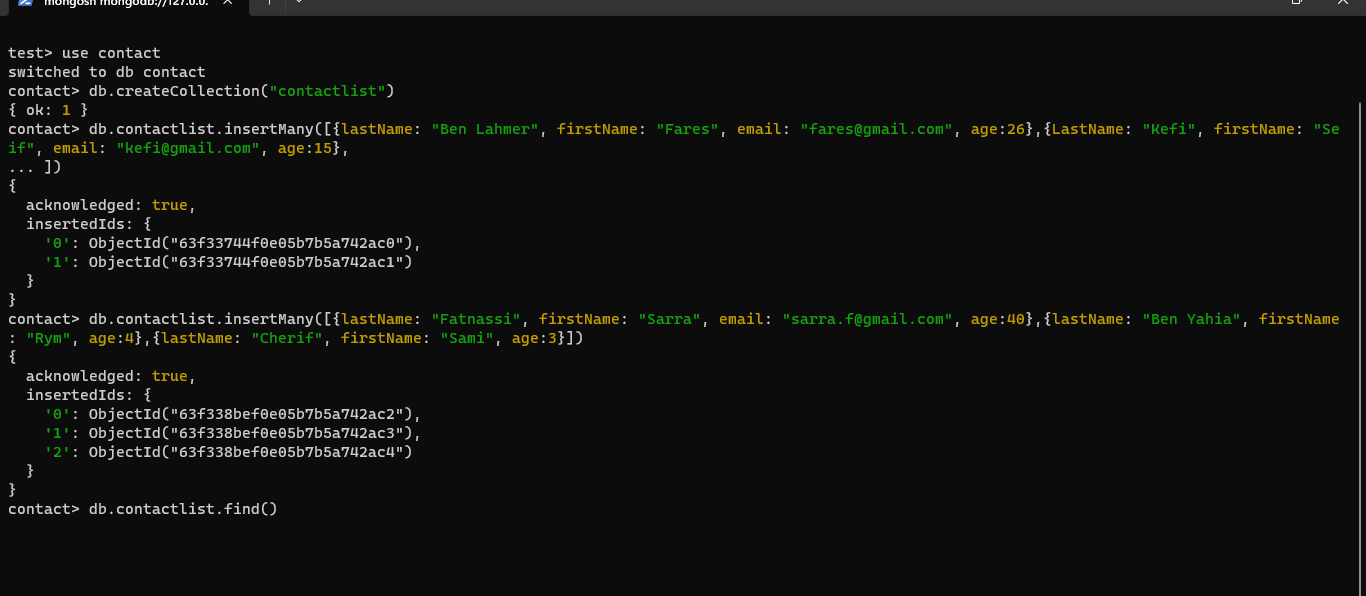 mongosh mongodb://127.0.0.
test> use contact
switched to db contact
contact> db.createCollection("contactlist")
{ ok: 1 }
contact> db.contactlist.insertMany([{lastName: "Ben Lahmer", firstName: "Fares", email: "fares@gmail.com", age:26},{LastName: "Kefi", firstName: "Se
if", email: "kefi@gmail.com", age:15},
... ])
{
  acknowledged: true,
  insertedIds: {
    '0': ObjectId("63f33744f0e05b7b5a742ac0"),
    '1': ObjectId("63f33744f0e05b7b5a742ac1")
  }
}
contact> db.contactlist.insertMany([{lastName: "Fatnassi", firstName: "Sarra", email: "sarra.f@gmail.com", age:40},{lastName: "Ben Yahia", firstName
: "Rym", age:4},{lastName: "Cherif", firstName: "Sami", age:3}])
{
  acknowledged: true,
  insertedIds: {
    '0': ObjectId("63f338bef0e05b7b5a742ac2"),
    '1': ObjectId("63f338bef0e05b7b5a742ac3"),
    '2': ObjectId("63f338bef0e05b7b5a742ac4")
  }
}
contact> db.contactlist.find()